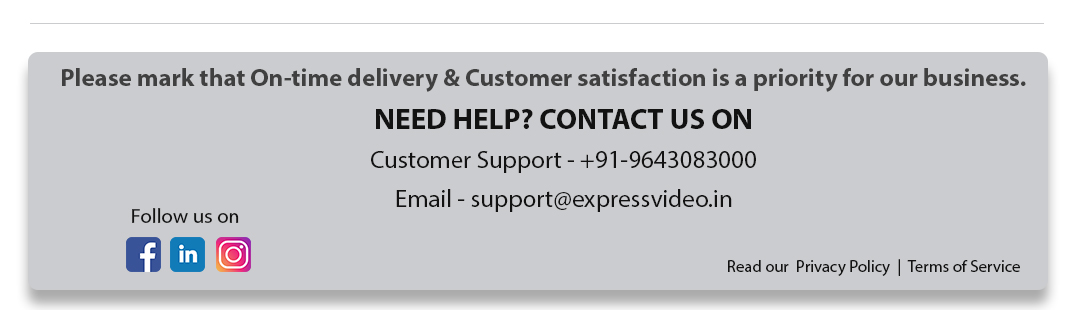 Please mark that On-time delivery & Customer satisfaction is a priority for our business.
NEED HELP? CONTACT US ON
Customer Support - +91-9643083000
Email - support@expressvideo.in
Follow us on
f in
Read our Privacy Policy | Terms of Service